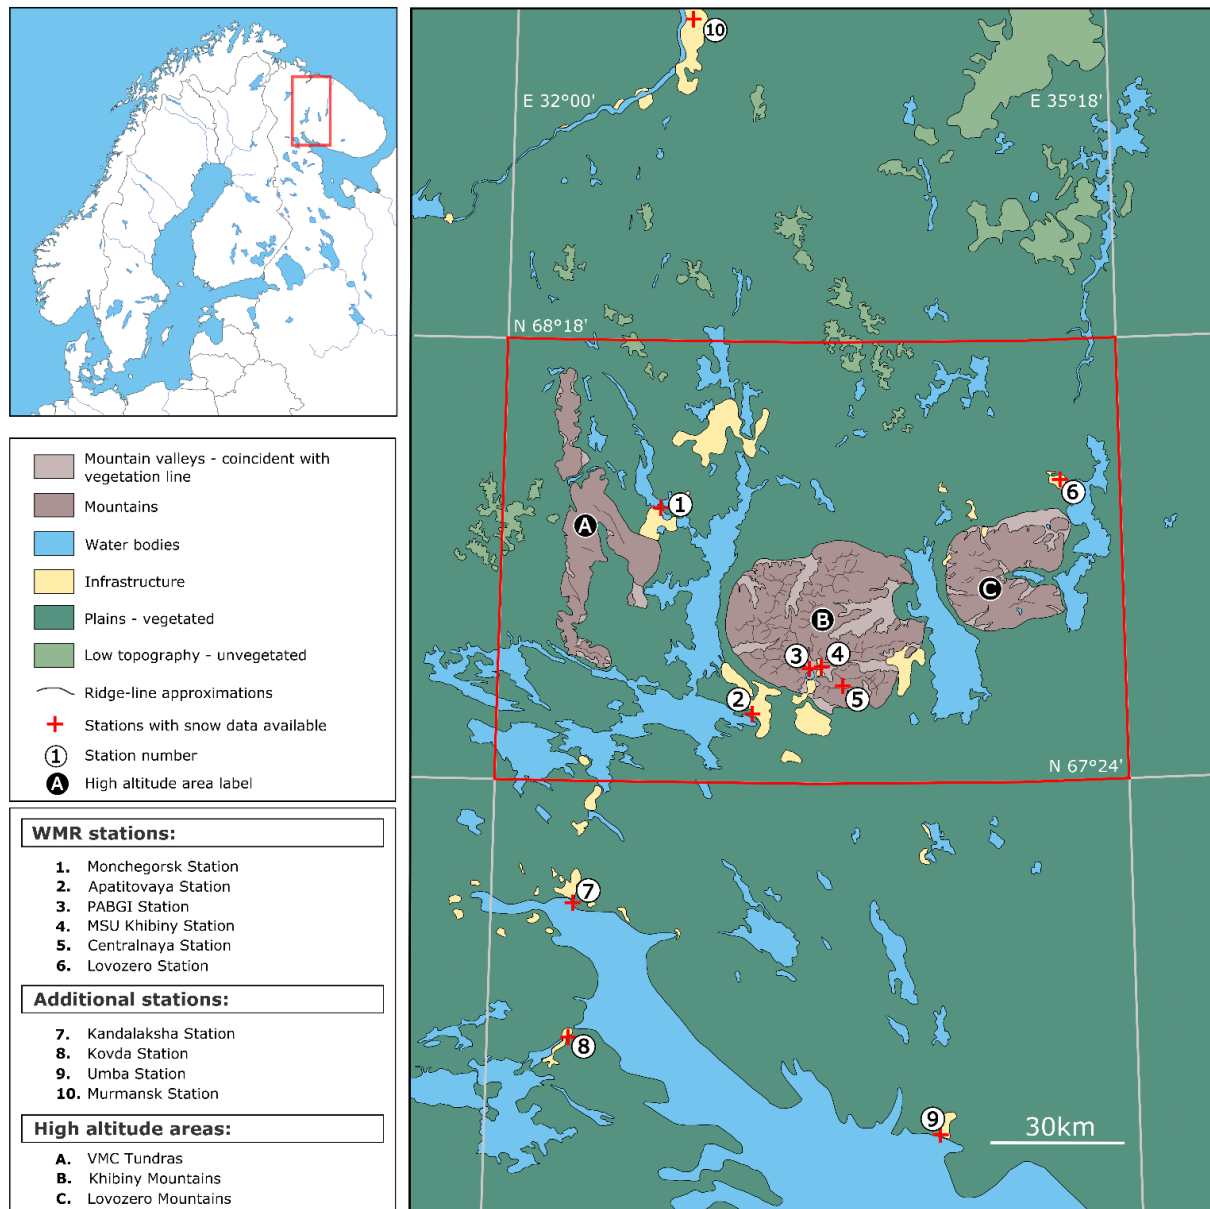 Mountain valleys - coincident with
vegetation line
Mountains
Water bodies
Infrastructure
Plains - vegetated
Low topography - unvegetated
Ridge-line approximations
Stations with snow data available
1 Station number
A High altitude area label
WMR stations:
1. Monchegorsk Station
2. Apatitovaya Station
3. PABGI Station
4. MSU Khibiny Station
5. Centralnaya Station
6. Lovozero Station
Additional stations:
7. Kandalaksha Station
8. Kovda Station
9. Umba Station
10. Murmansk Station
High altitude areas:
A. VMC Tundras
B. Khibiny Mountains
C. Lovozero Mountains
10
E 32°00'
E 35°18'
N 68°18'
6
1
A
C
B
3
4
2
5
N 67°24'
7
8
9
30km